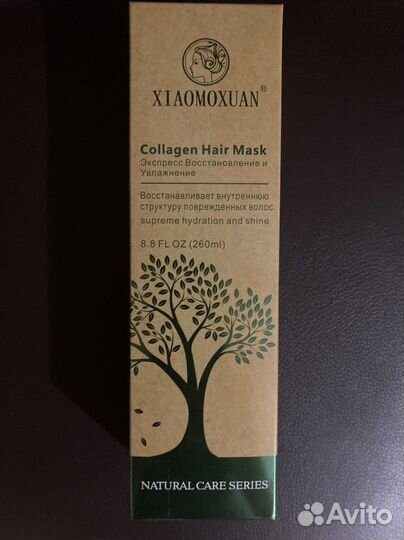 XIAOMOXUAN®
Collagen Hair Mask
Экспресс Восстановление и
Увлажнение
Восстанавливает внутреннюю
структуру поврежденных волос.
supreme hydration and shine
8.8 FL OZ (260ml)
NATURAL CARE SERIES
Avito